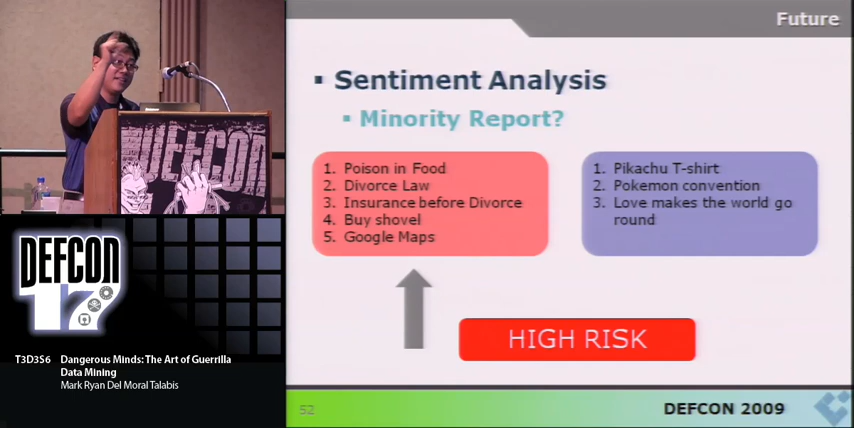 Future
Sentiment Analysis
Minority Report?
1. Poison in Food
2. Divorce Law
3. Insurance before Divorce
4. Buy shovel
5. Google Maps
1. Pikachu T-shirt
2. Pokemon convention
3. Love makes the world go
round
HIGH RISK
52
DEFCON 2009
DEFCON
DEFCON
17
T3D3S6 Dangerous Minds: The Art of Guerrilla
Data Mining
Mark Ryan Del Moral Talabis